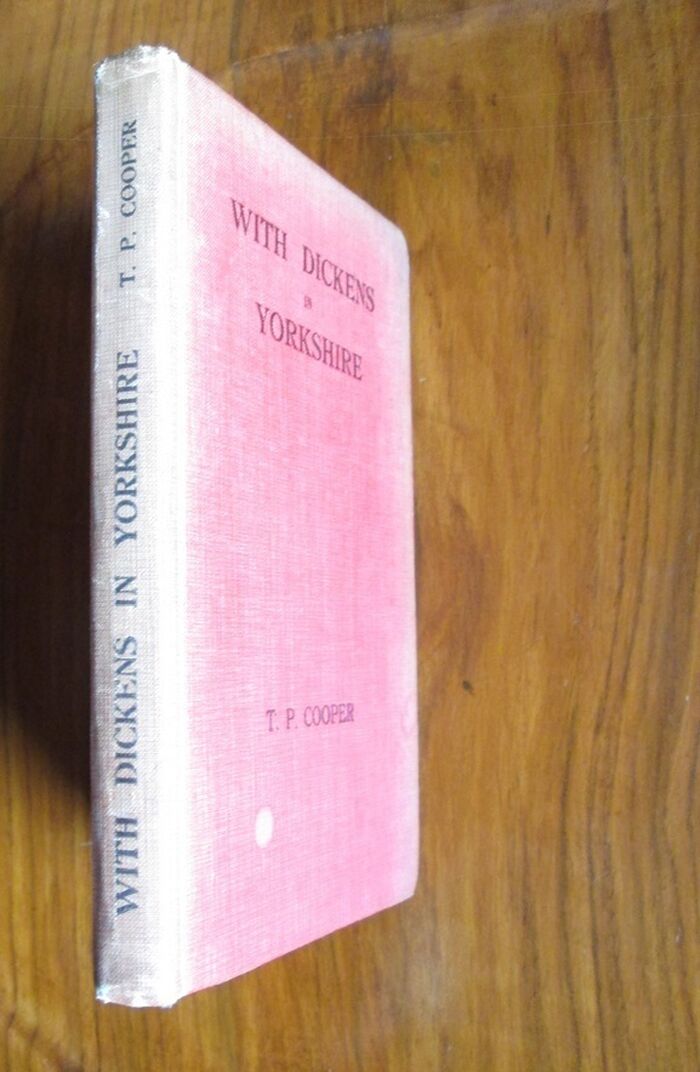 WITH DICKENS IN YORKSHIRE T. P. COOPER
WITH DICKENS
IN
YORKSHIRE
T. P. COOPER